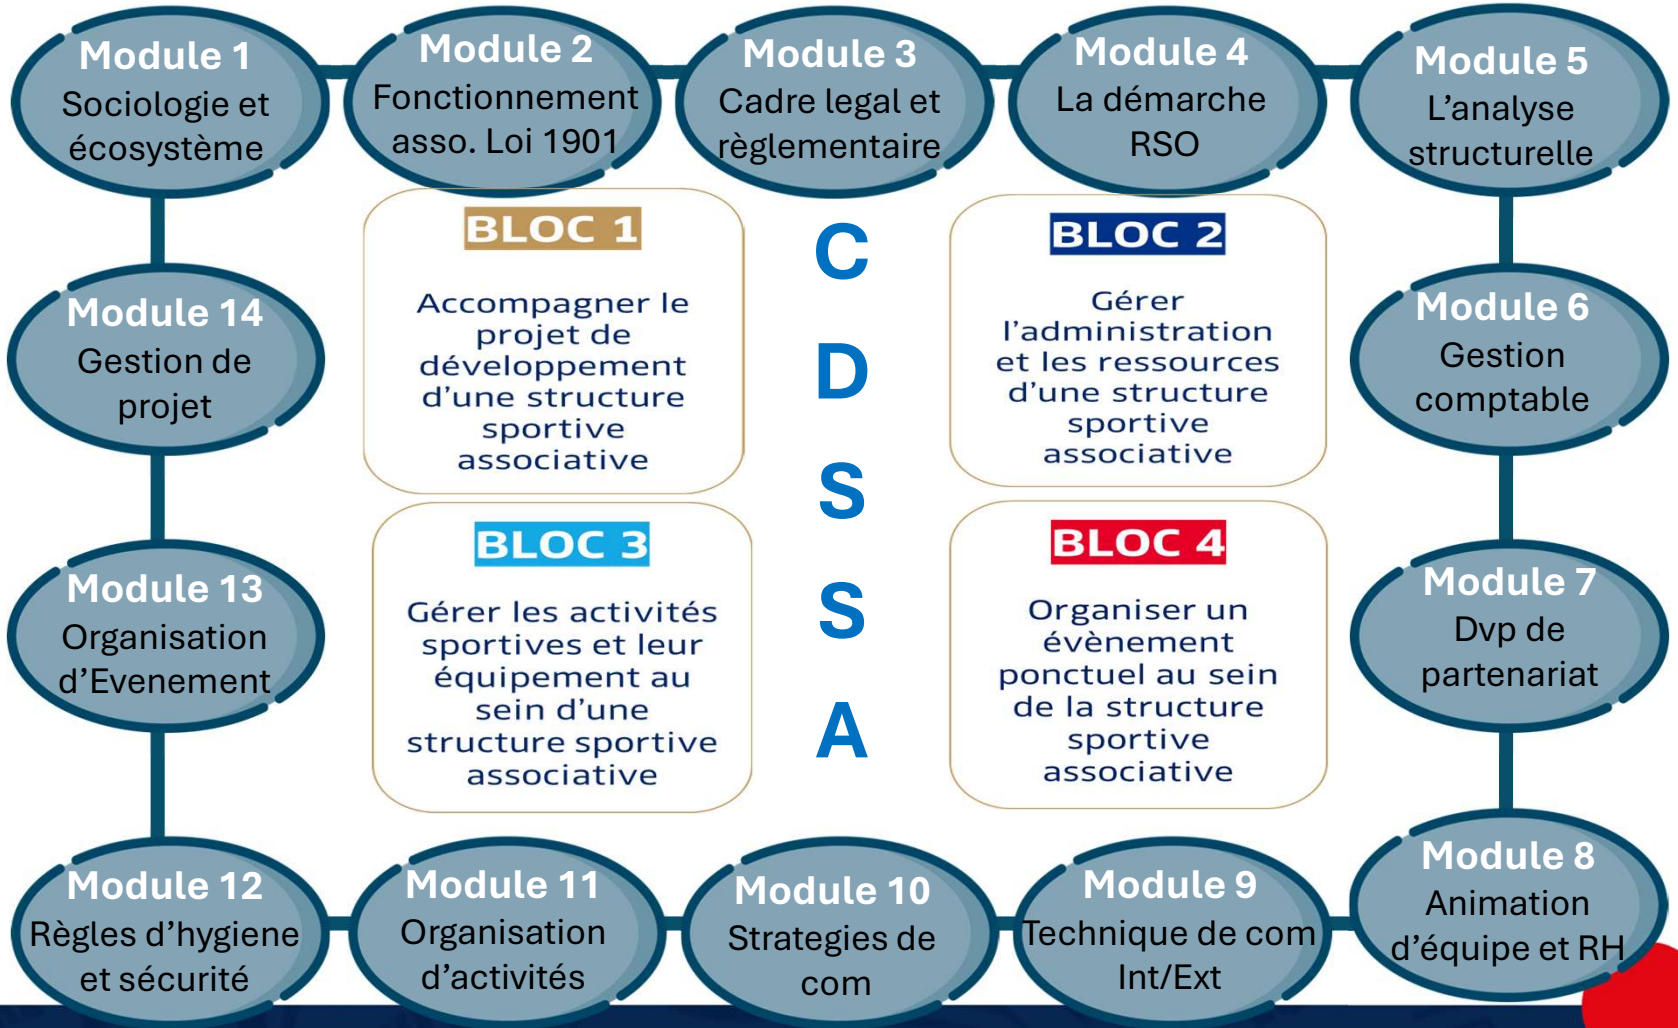 Module 1
Sociologie et
écosystème
Module 2
Fonctionnement
asso. Loi 1901
Module 3
Cadre legal et
règlementaire
Module 4
La démarche
RSO
Module 5
L’analyse
structurelle
Module 14
Gestion de
projet
BLOC 1
Accompagner le
projet de
développement
d’une structure
sportive
associative
C
D
S
S
A
BLOC 2
Gérer
l’administration
et les ressources
d’une structure
sportive
associative
Module 6
Gestion
comptable
Module 13
Organisation
d’Evenement
BLOC 3
Gérer les activités
sportives et leur
équipement au
sein d’une
structure sportive
associative
BLOC 4
Organiser un
évènement
ponctuel au sein
de la structure
sportive
associative
Module 7
Dvp de
partenariat
Module 12
Règles d’hygiene
et sécurité
Module 11
Organisation
d’activités
Module 10
Strategies de
com
Module 9
Technique de com
Int/Ext
Module 8
Animation
d’équipe et RH